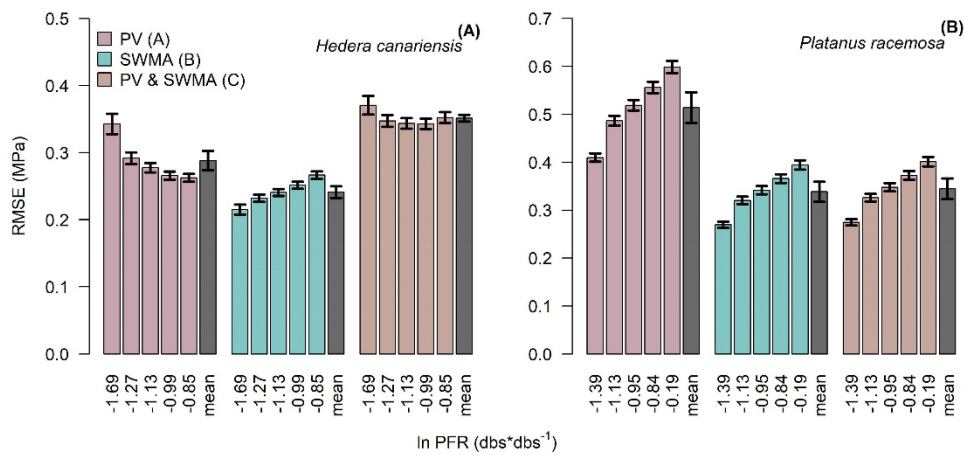 (A)
Hedera canariensis
PV (A)
SWMA (B)
PV & SWMA (C)
RMSE (MPa)
0.5
0.4
0.3
0.2
0.1
0.0
-1.69
-1.27
-1.13
-0.99
-0.85
mean
-1.69
-1.27
-1.13
-0.99
-0.85
mean
-1.69
-1.27
-1.13
-0.99
-0.85
mean
(B)
Platanus racemosa
0.7
0.6
0.5
0.4
0.3
0.2
0.1
0.0
-1.39
-1.13
-0.95
-0.84
-0.19
mean
-1.39
-1.13
-0.95
-0.84
-0.19
mean
-1.39
-1.13
-0.95
-0.84
-0.19
mean
ln PFR (dbs*dbs⁻¹)